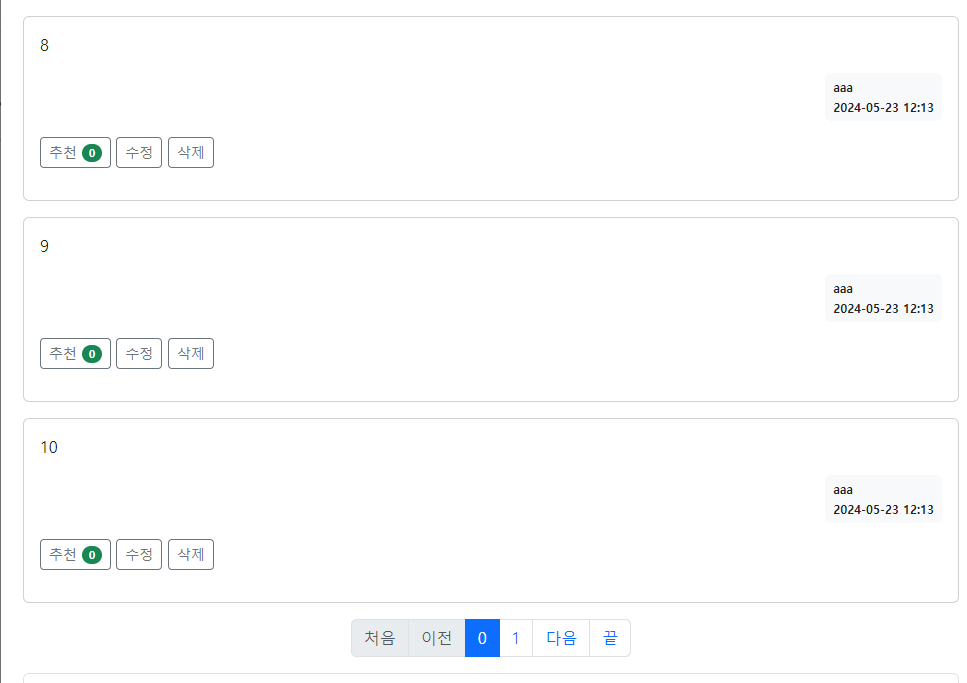 8
aaa
2024-05-23 12:13
추천 0 수정 삭제
9
aaa
2024-05-23 12:13
추천 0 수정 삭제
10
aaa
2024-05-23 12:13
추천 0 수정 삭제
처음 이전 0 1 다음 끝